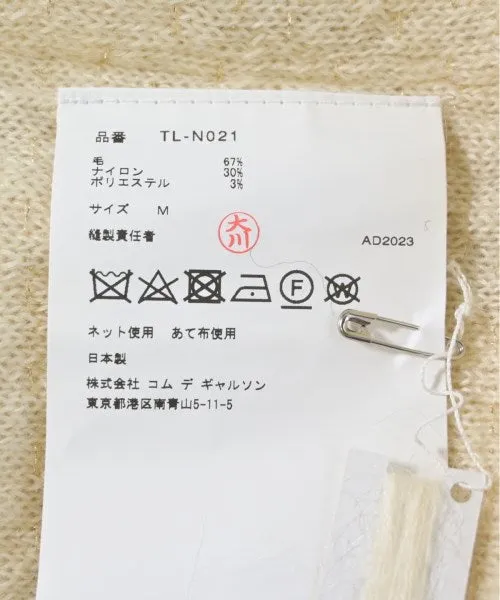 品番 TL-N021
毛 67%
ナイロン 30%
ポリエステル 3%
サイズ M
縫製責任者 大川 AD2023
F W
ネット使用 あて布使用
日本製
株式会社 コム デ ギャルソン
東京都港区南青山5-11-5